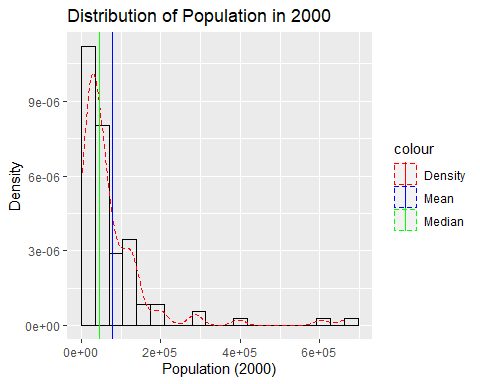 Distribution of Population in 2000
9e-06
6e-06
3e-06
0e+00
Density
0e+00 2e+05 4e+05 6e+05
Population (2000)
colour
Density
Mean
Median